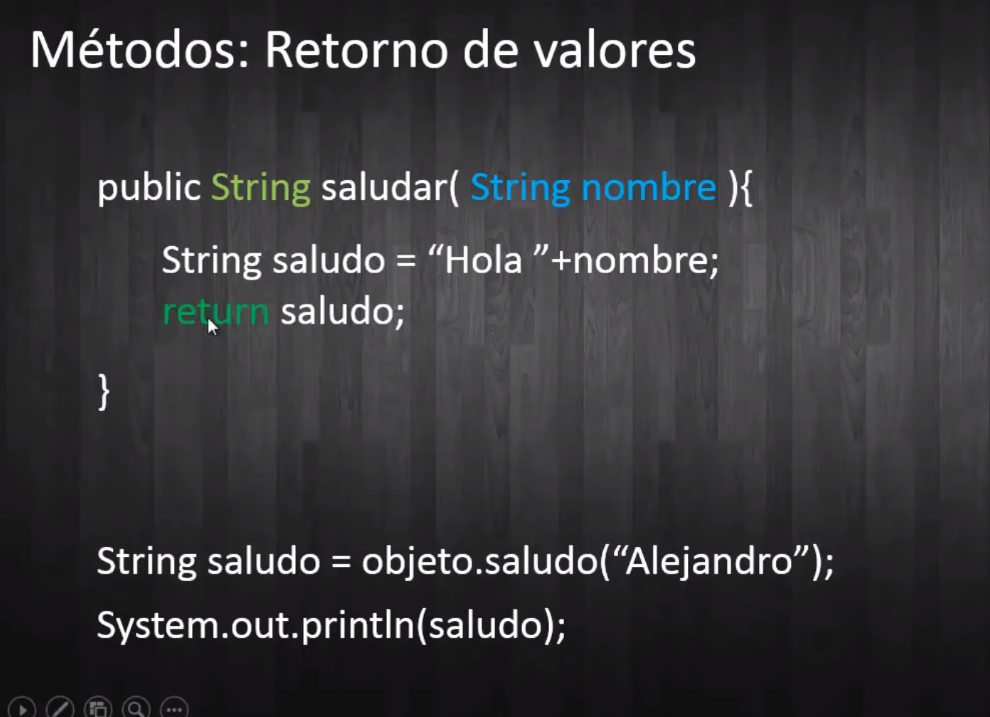 Métodos: Retorno de valores
public String saludar( String nombre ){
String saludo = “Hola ”+nombre;
return saludo;
}
String saludo = objeto.saludo(“Alejandro”);
System.out.println(saludo);